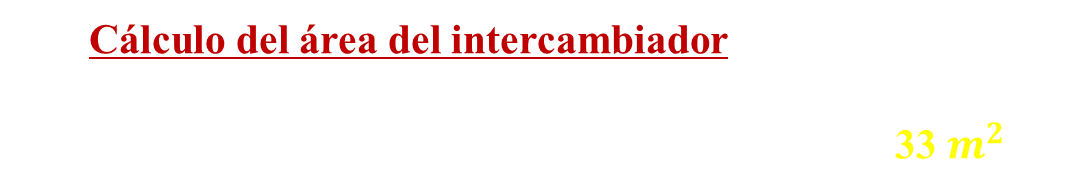 Cálculo del área del intercambiador
33 m²